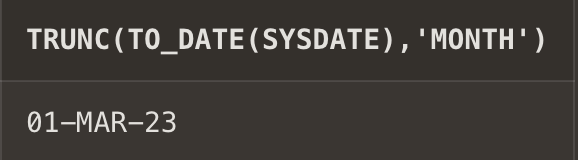 TRUNC(TO_DATE(SYSDATE),'MONTH')
01-MAR-23